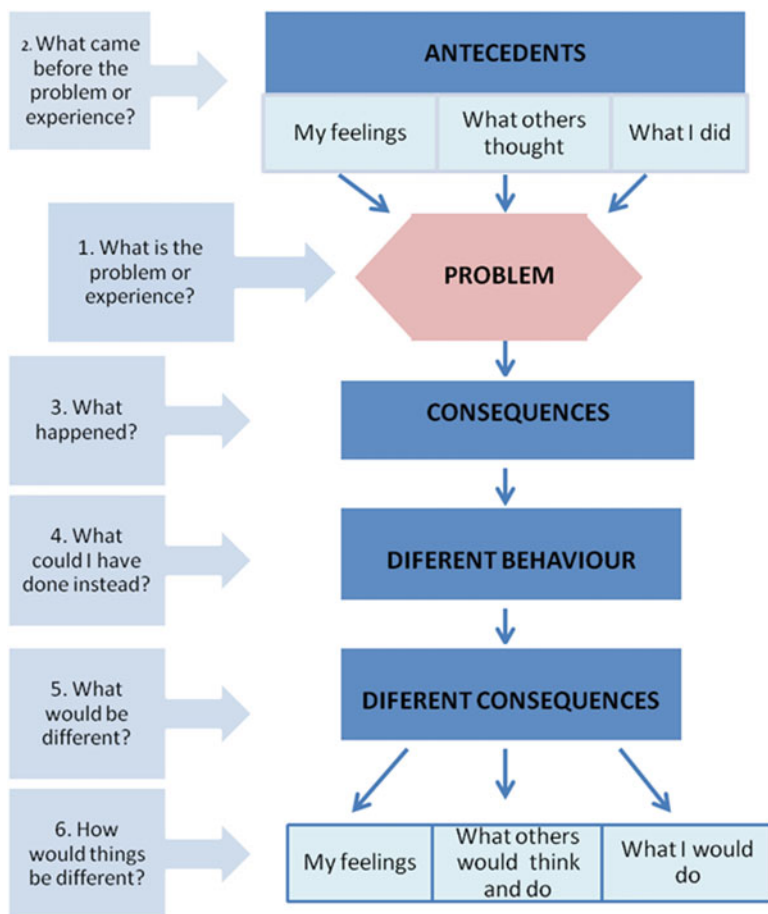 2. What came
before the
problem or
experience?
ANTECEDENTS
My feelings
What others
thought
What I did
1. What is the
problem or
experience?
PROBLEM
3. What
happened?
CONSEQUENCES
4. What
could I have
done instead?
DIFERENT BEHAVIOUR
5. What
would be
different?
DIFERENT CONSEQUENCES
6. How
would things
be different?
My feelings
What others
would think
and do
What I would
do